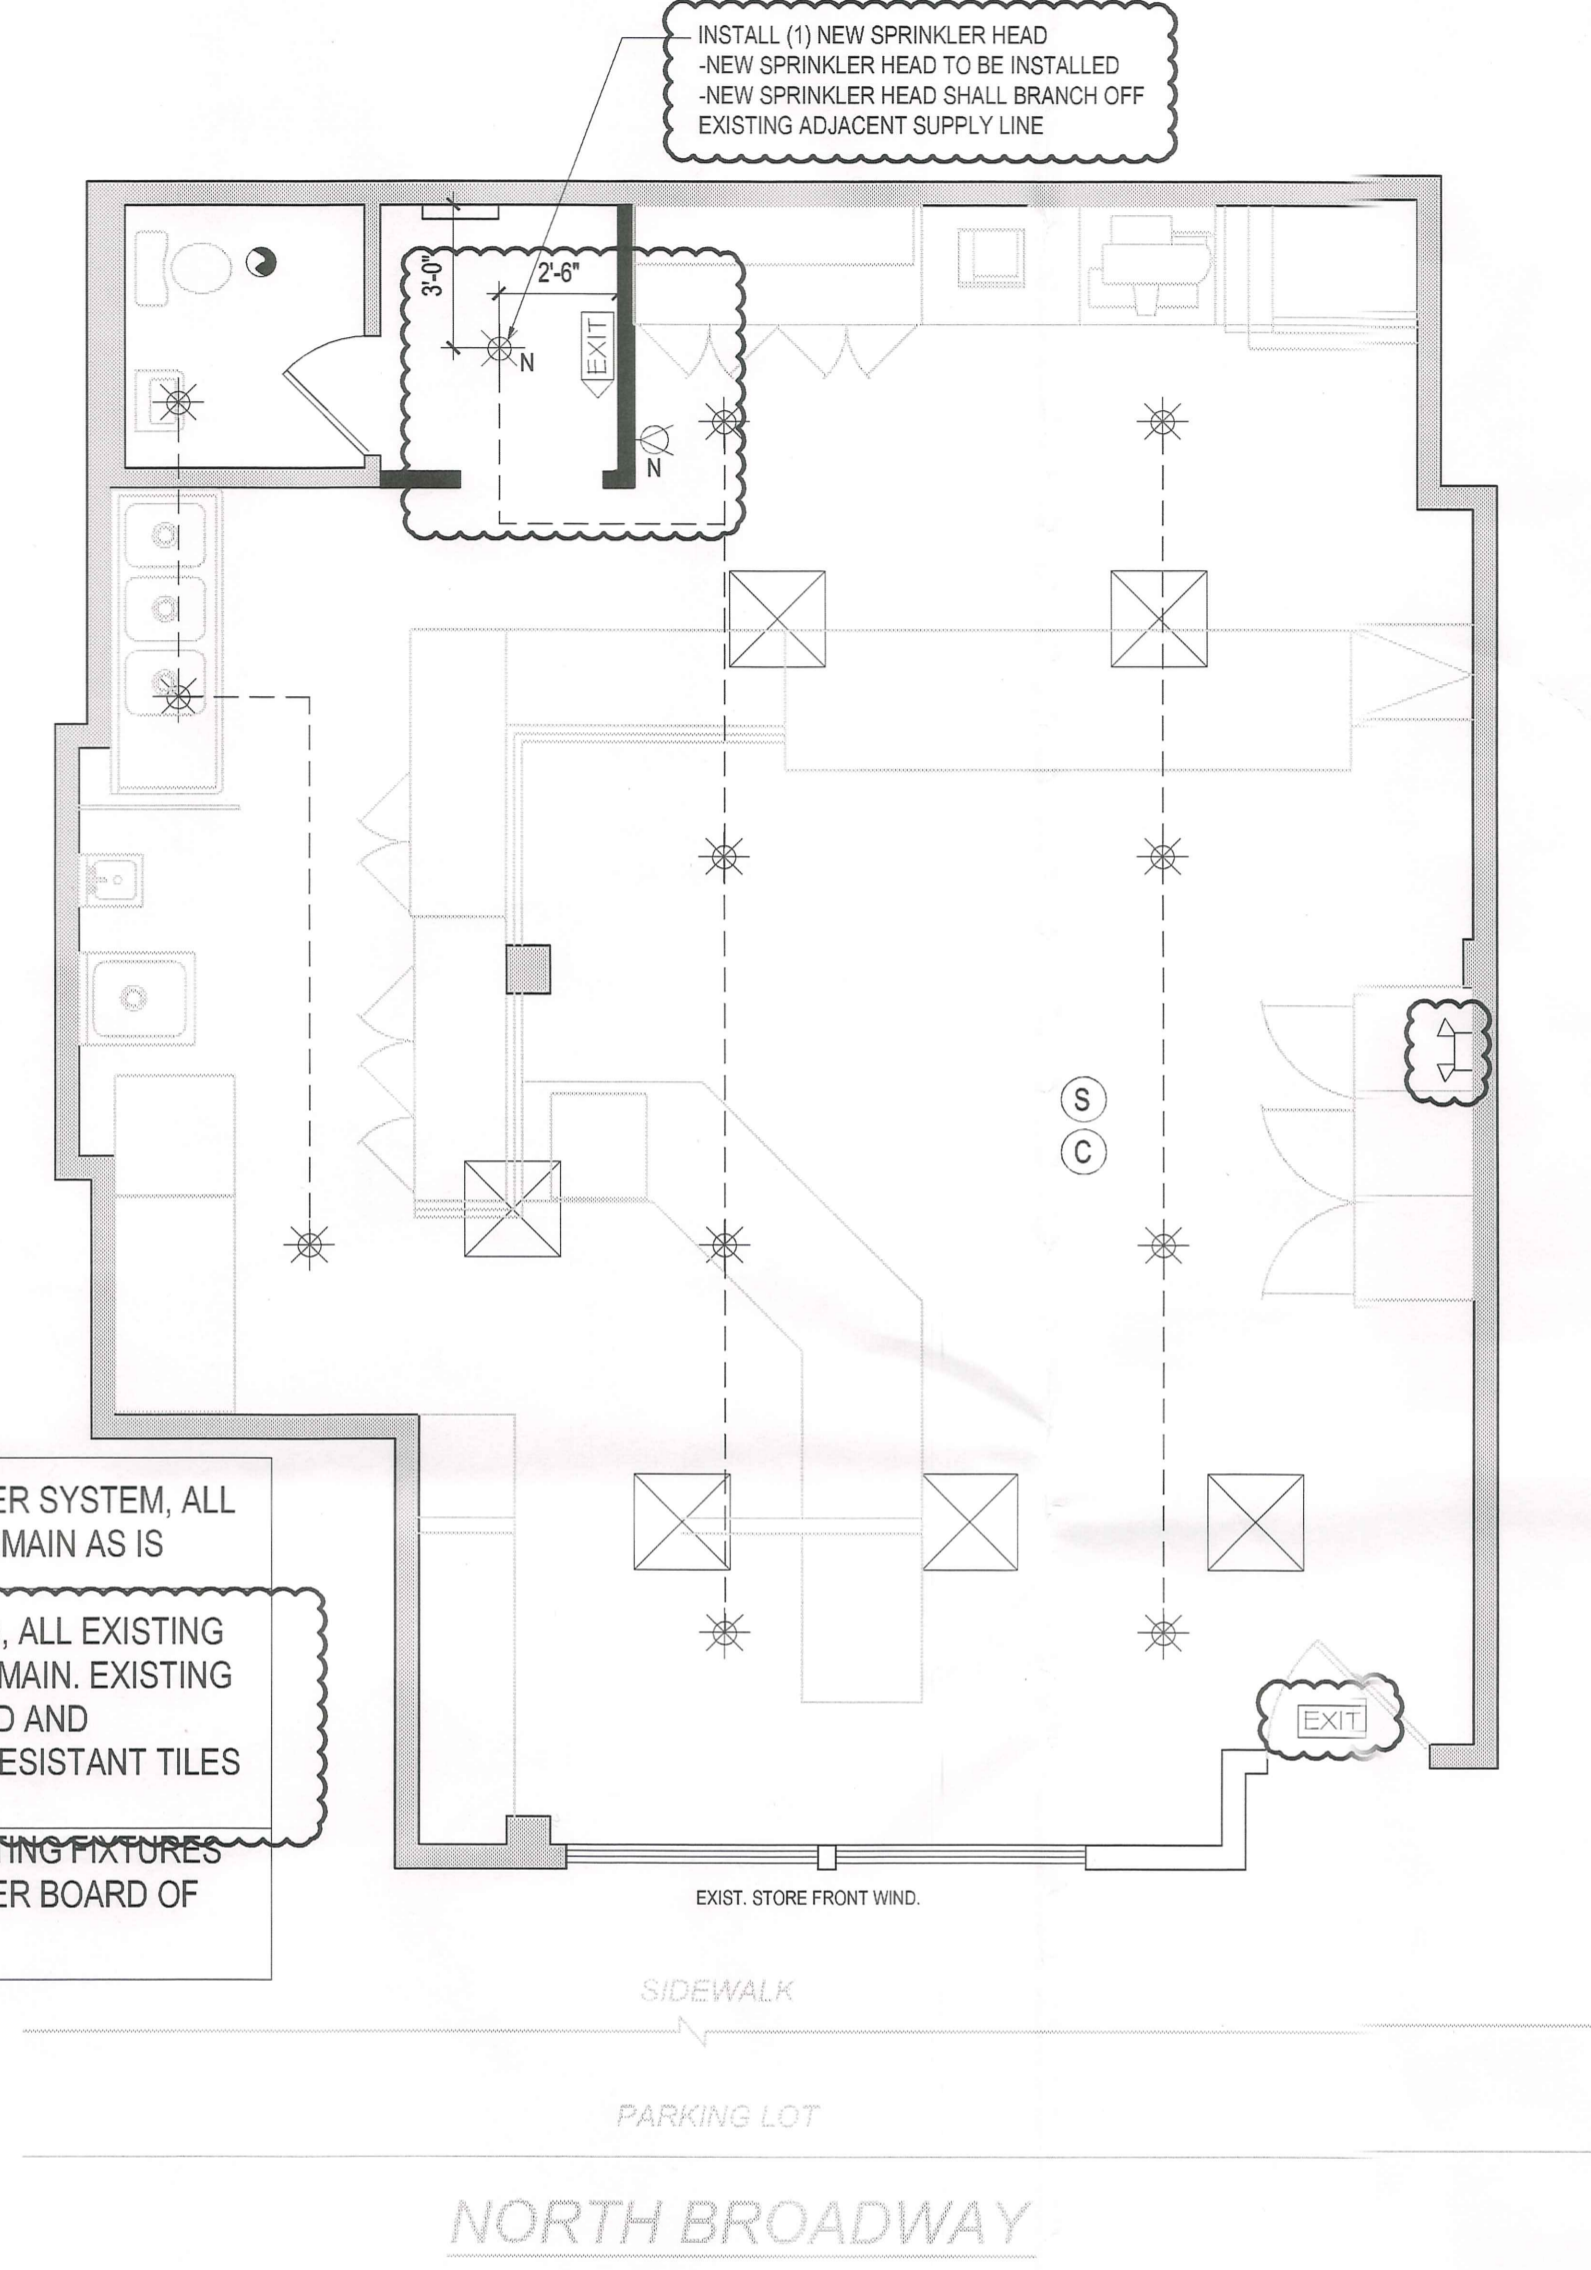 INSTALL (1) NEW SPRINKLER HEAD
-NEW SPRINKLER HEAD TO BE INSTALLED
-NEW SPRINKLER HEAD SHALL BRANCH OFF
EXISTING ADJACENT SUPPLY LINE
3'-0"
2'-6"
EXIT
N
N
S
C
ER SYSTEM, ALL
MAIN AS IS
, ALL EXISTING
MAIN. EXISTING
D AND
ESISTANT TILES
TING FIXTURES
ER BOARD OF
EXIT
EXIST. STORE FRONT WIND.
SIDEWALK
PARKING LOT
NORTH BROADWAY